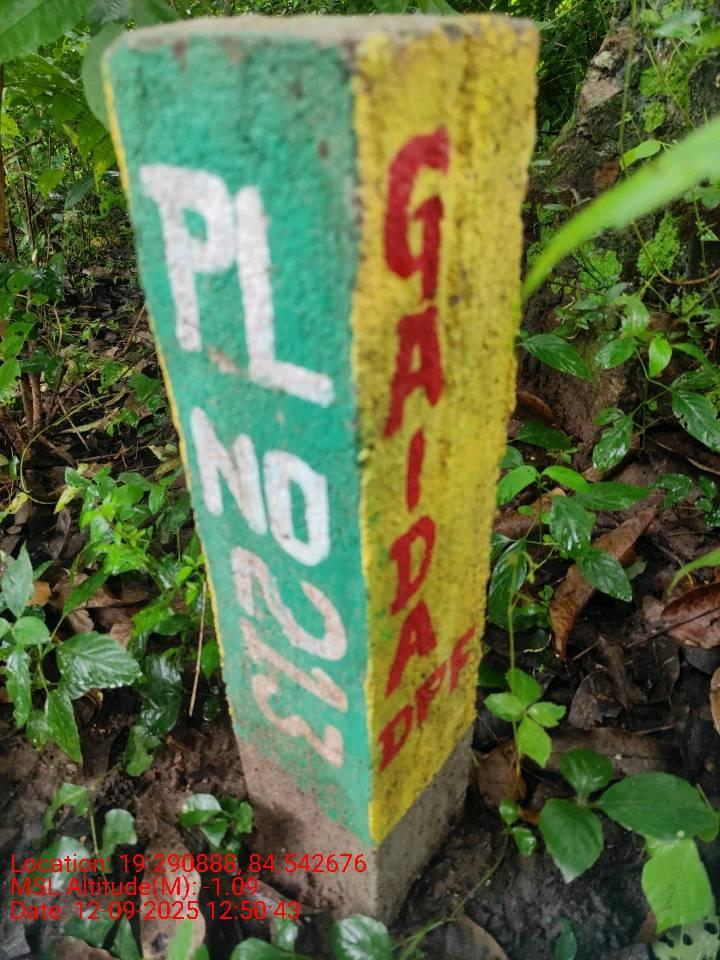 PL
NO
213
GAIDA
DPF
Location: 19.290888, 84.542676
MSL Altitude(M): -1.09
Date: 12-09-2025 12:50:43